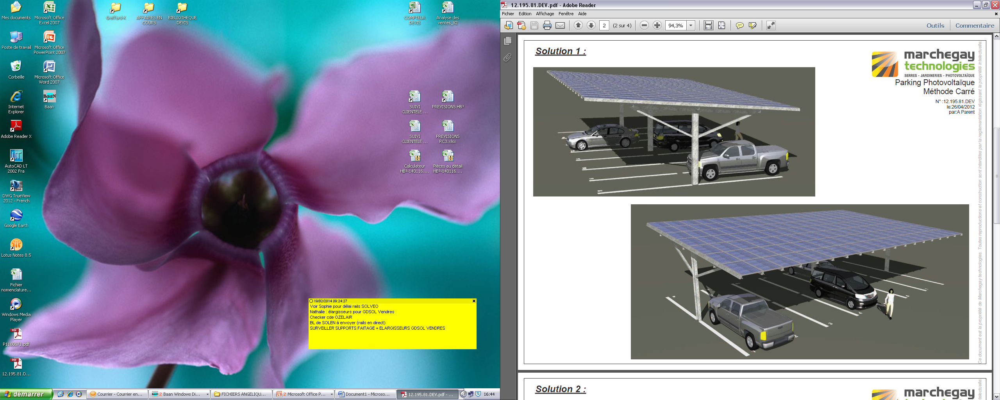 Mes documents
Microsoft Office
Excel 2007
Greffard-K
AFFAIRES EN
COURS
BIBLIOTHEQUE
DEVIS
COMPTEUR
DEVIS
Analyse des
ventes_V2
Poste de travail
Microsoft Office
PowerPoint 2007
Corbeille
Microsoft Office
Word 2007
Internet
Explorer
BaaN
Baan
SUIVI
CLIENTELE ...
PREVISIONS HB²
Adobe Reader X
SUIVI
CLIENTELE ...
PREVISIONS
RC3.xlsx
LT
AutoCAD LT
2002 Fra
Calculateur
HB²-140116....
Pièces au détail
HB²-140116....
DWG
DWG TrueView
2012 - French
Google Earth
Lotus Notes 8.5
Fichier
nomenclature...
Windows Media
Player
PDF
P1160671.pdf
PDF
12.195.81.D...
19/02/2014 09:24:27
Voir Sophie pour délai rails SOLVEO
Nathalie : élargisseurs pour GDSOL Vendres
Checker cde OZELAIR
BL de SOLEN à envoyer (rails en direct)
SURVEILLER SUPPORTS FAITAGE + ELARGISSEURS GDSOL VENDRES
démarrer
Courrier - Courrier en...
BaaN 2 Baan Windows Di...
FICHIERS ANGELIQU...
2 Microsoft Office P...
Document1 - Microso...
12.195.81.DEV.pdf - ...
16:44
12.195.81.DEV.pdf - Adobe Reader
Fichier Edition Affichage Fenêtre Aide
2 (2 sur 4) 94,3% Outils Commentaire
Solution 1 :
marchegay
technologies
SERRES - JARDINERIES - PHOTOVOLTAÏQUE
Parking Photovoltaïque
Méthode Carré
N° :12.195.81.DEV
le:26/04/2012
par:A Parent
Ce document est la propriété de Marchegay technologies. Toutes reproductions et construction sont interdites par la reglementation régissant la propriété intelectuelle.
Solution 2 :
marchegay